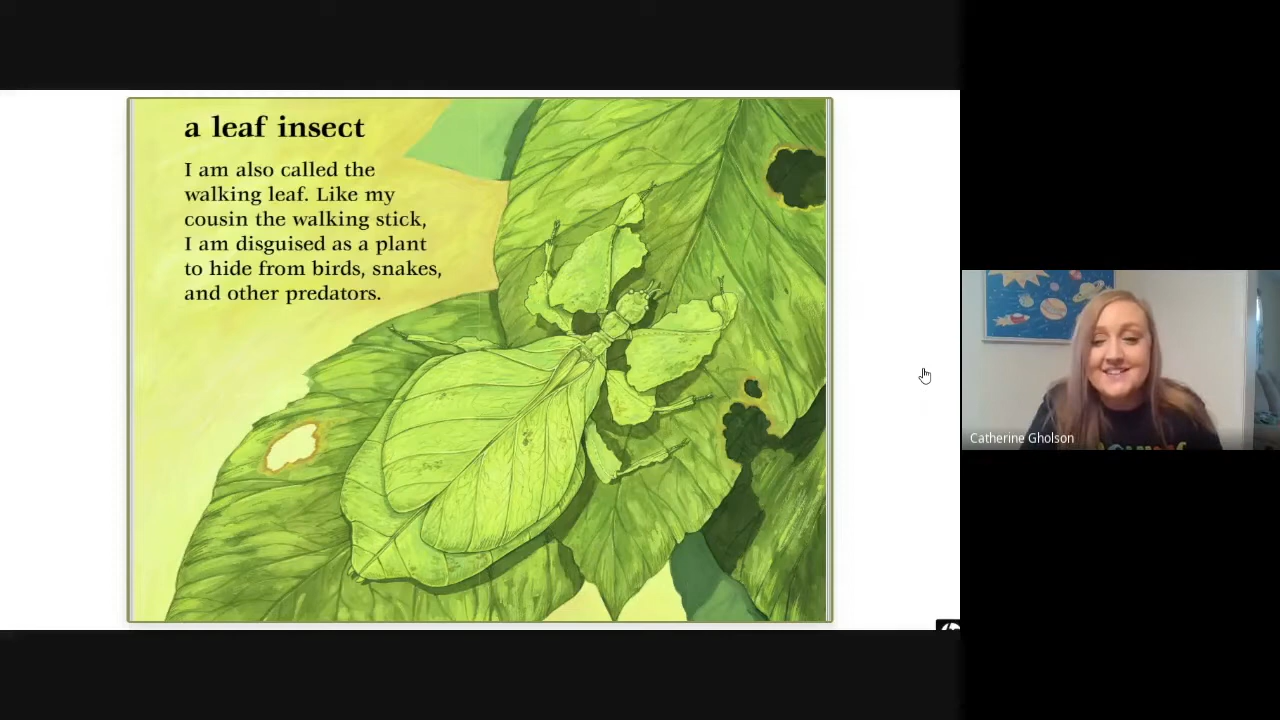 a leaf insect
I am also called the
walking leaf. Like my
cousin the walking stick,
I am disguised as a plant
to hide from birds, snakes,
and other predators.
Catherine Gholson